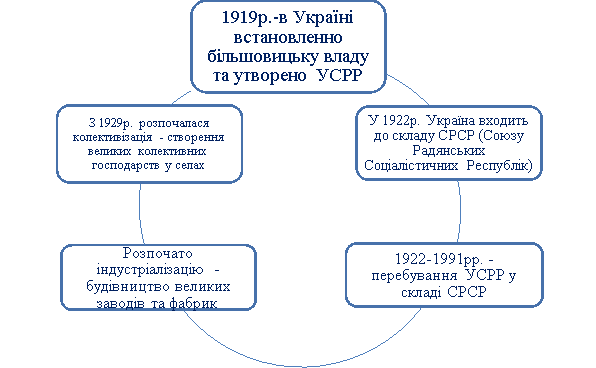 1919р.-в Україні
встановленно
більшовицьку владу
та утворено УСРР
У 1922р. Україна входить
до складу СРСР (Союзу
Радянських
Соціалістичних Республік)
1922-1991рр. -
перебування УСРР у
складі СРСР
Розпочато
індустріалізацію -
будівництво великих
заводів та фабрик
З 1929р. розпочалася
колективізація - створення
великих колективних
господарств у селах